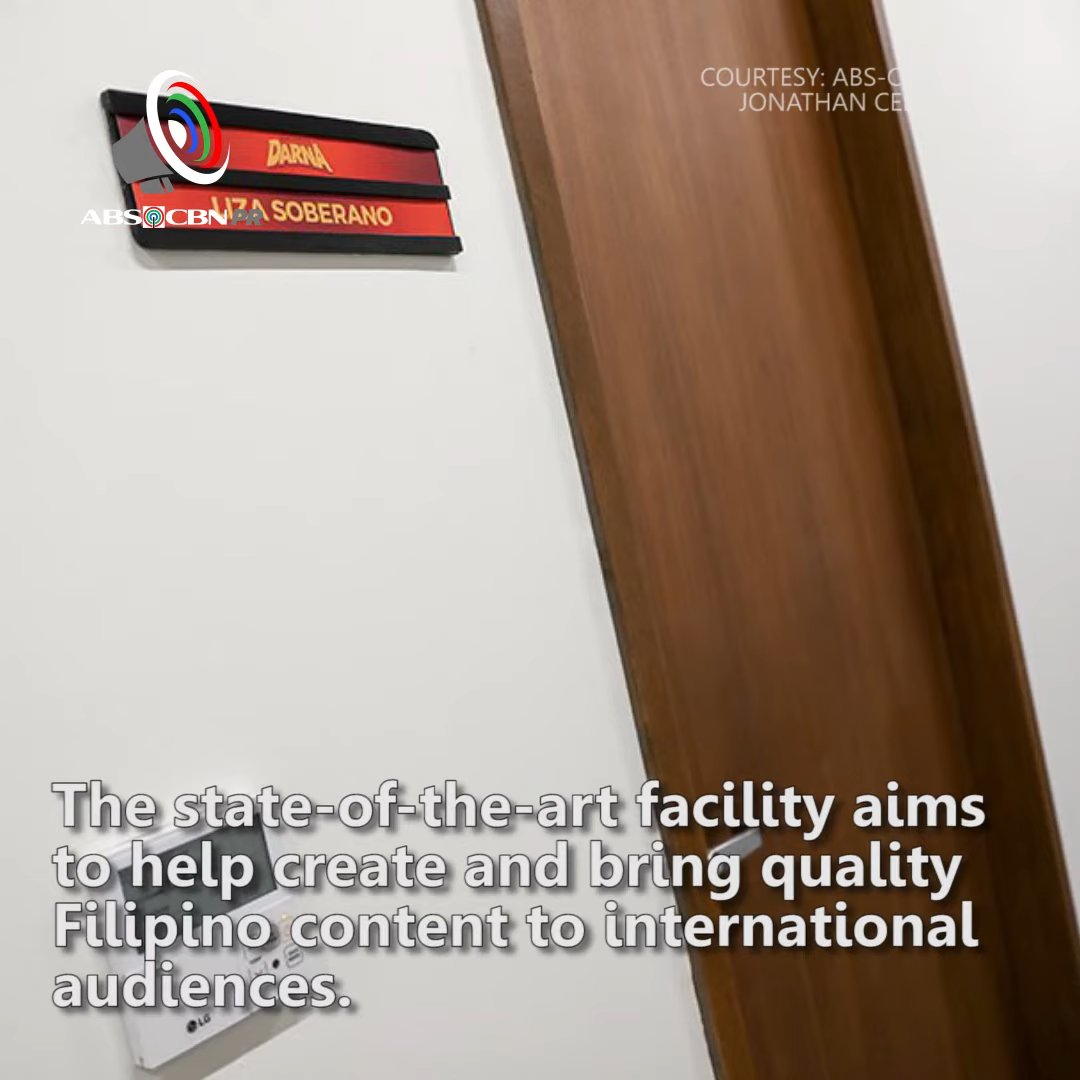 COURTESY: ABS-C
JONATHAN CE
DARNA
LIZA SOBERANO
ABS CBN PR
The state-of-the-art facility aims
to help create and bring quality
Filipino content to international
audiences.
LG